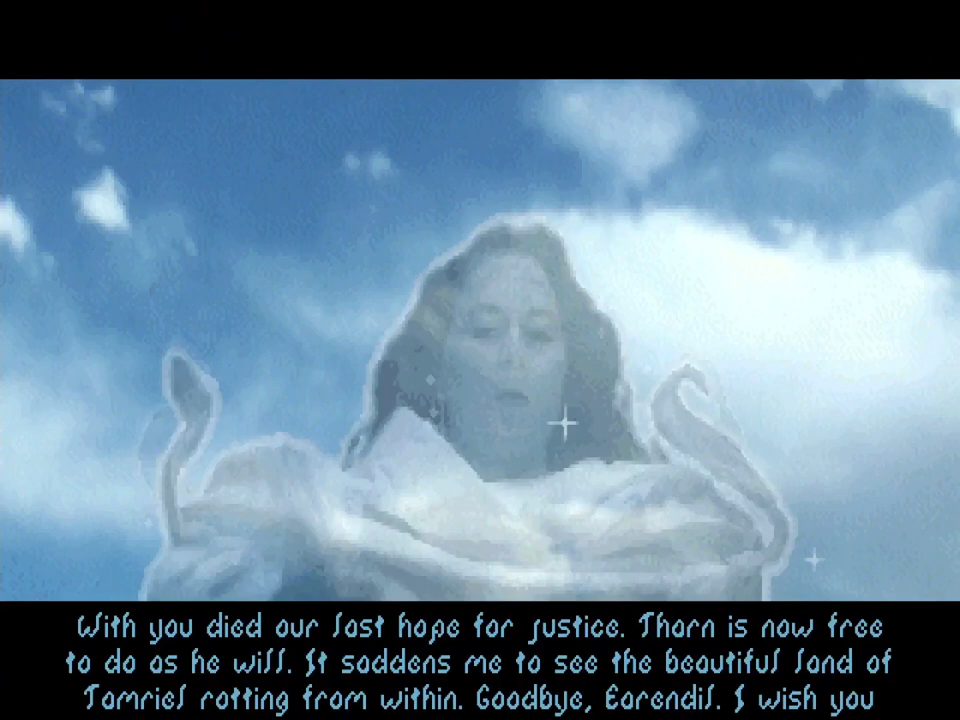 With you died our last hope for justice. Tharn is now free
to do as he will. It saddens me to see the beautiful land of
Tamriel rotting from within. Goodbye, Earendil. I wish you